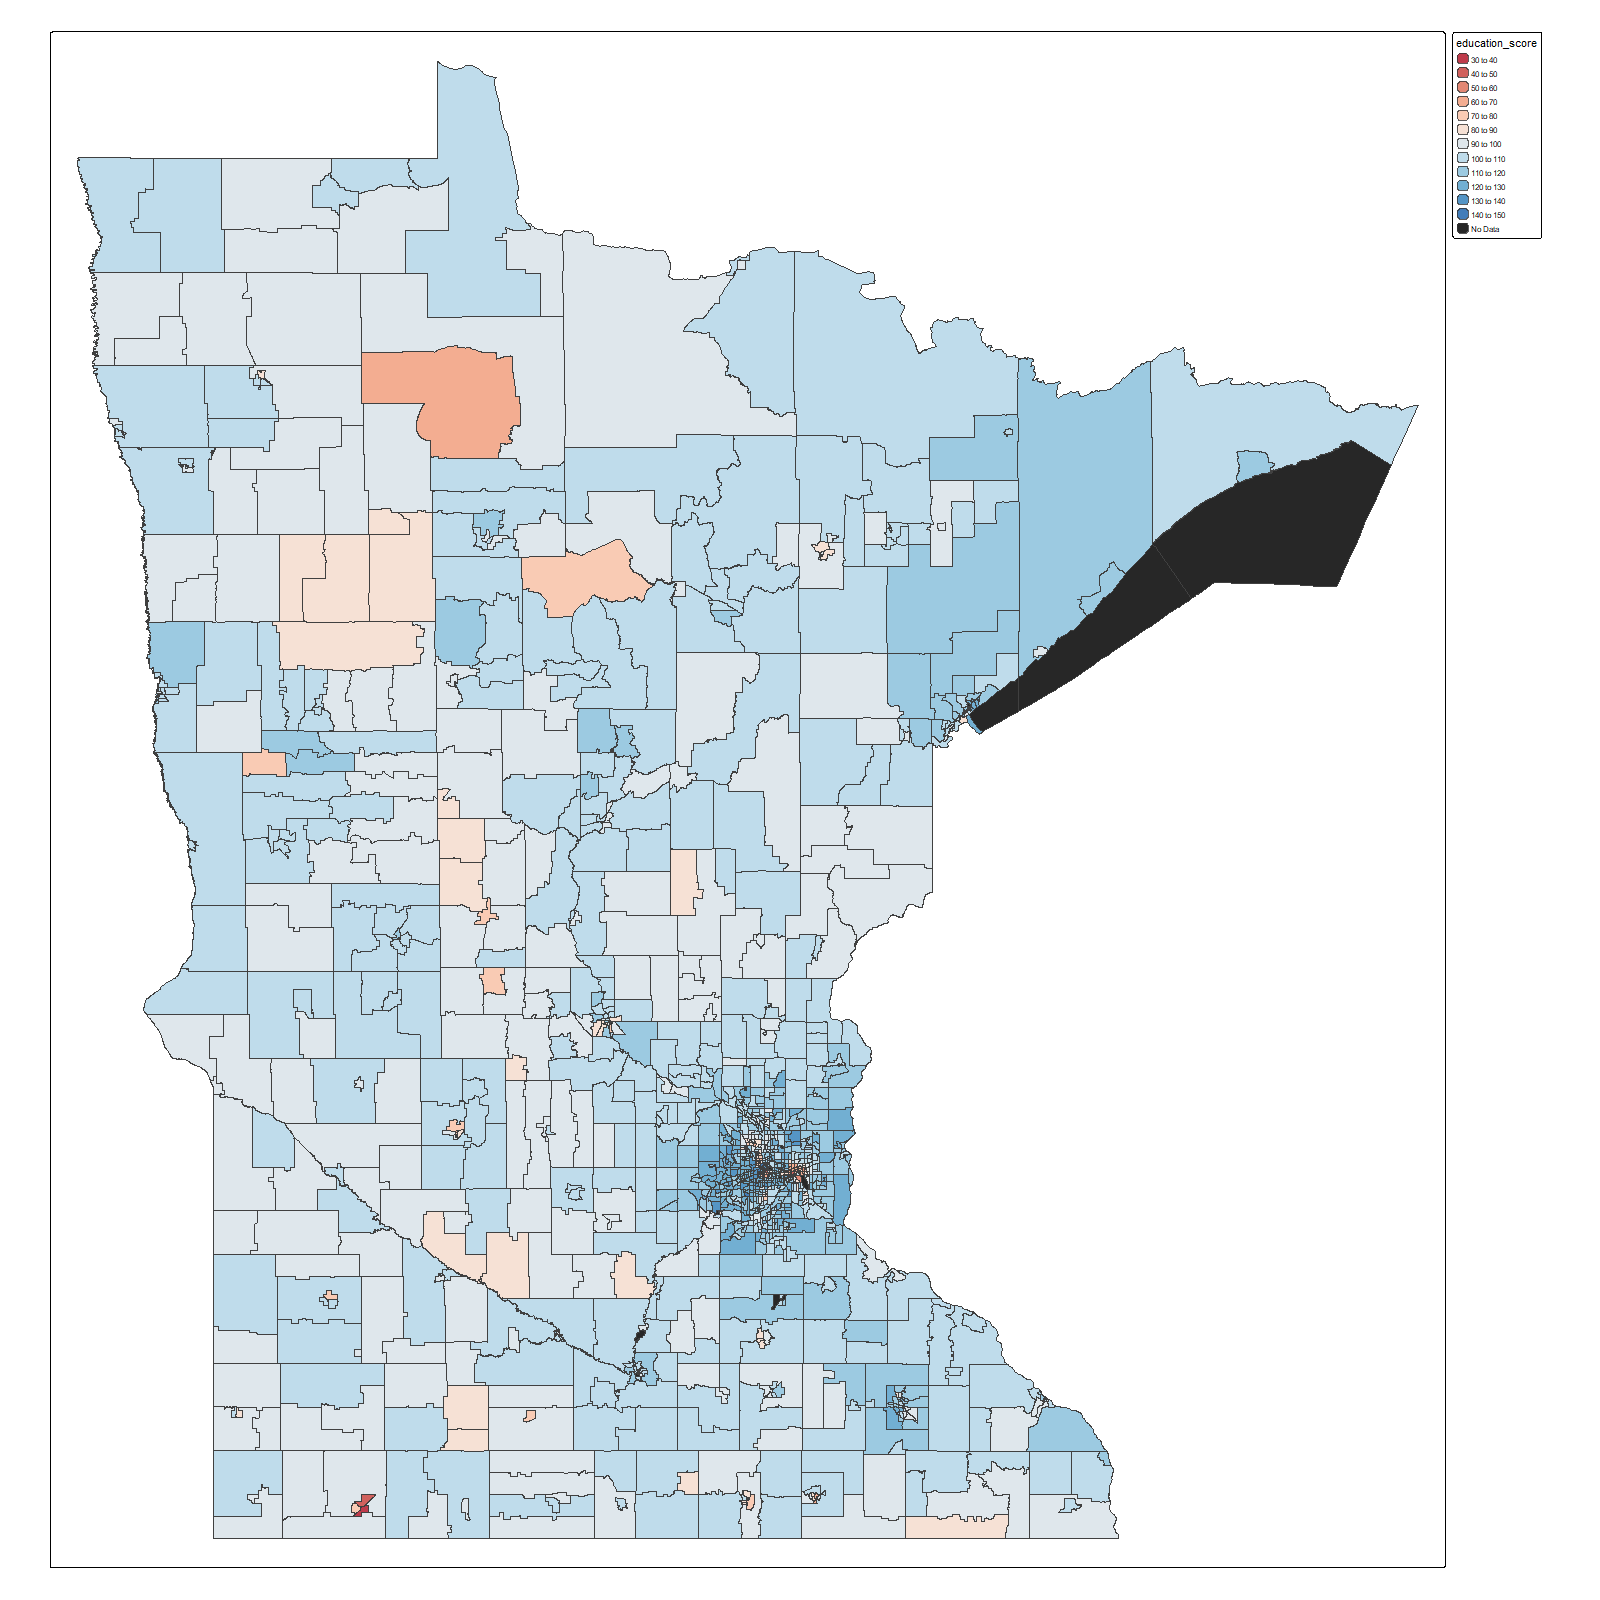 education_score
30 to 40
40 to 50
50 to 60
60 to 70
70 to 80
80 to 90
90 to 100
100 to 110
110 to 120
120 to 130
130 to 140
140 to 150
No Data